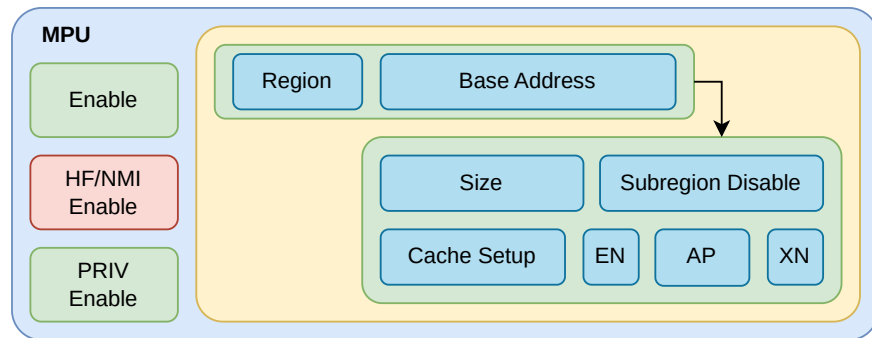 MPU
Enable
HF/NMI
Enable
PRIV
Enable
Region
Base Address
Size
Subregion Disable
Cache Setup
EN
AP
XN